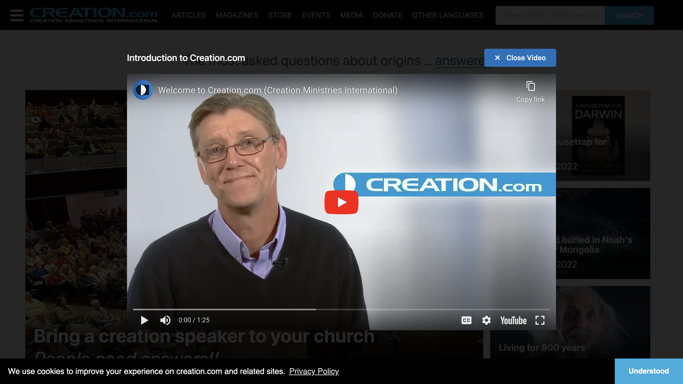 CREATION.com
CREATION MINISTRIES INTERNATIONAL
ARTICLES MAGAZINES STORE EVENTS MEDIA DONATE OTHER LANGUAGES
SEARCH
asked questions about origins ... answere
Introduction to Creation.com
✕ Close Video
Welcome to Creation.com (Creation Ministries International)
Copy link
CREATION.com
0:00 / 1:25
CC
YouTube
DARWIN
ousetrap for
2022
d buried in Noah's
Mongolia
2022
Living for 900 years
Bring a creation speaker to your church
People need answers!!
We use cookies to improve your experience on creation.com and related sites. Privacy Policy
Understood